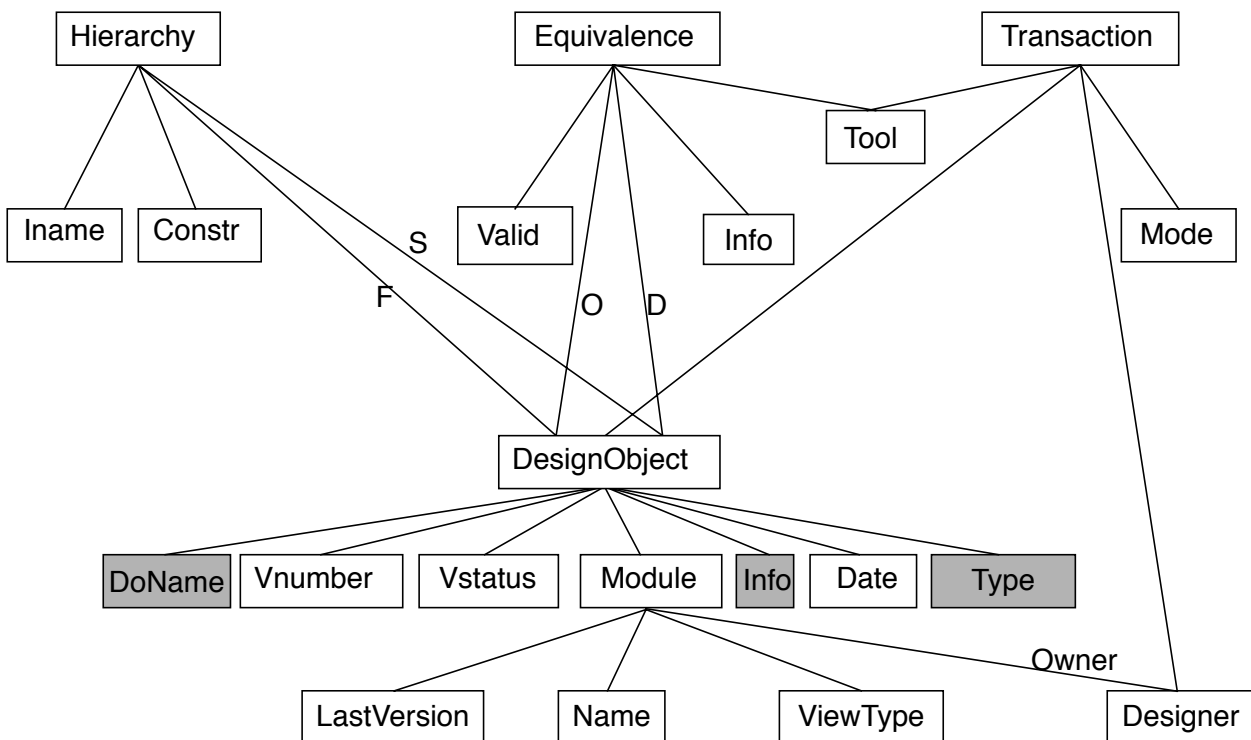 Hierarchy
Equivalence
Transaction
Tool
Iname
Constr
Valid
Info
Mode
S
F
O
D
DesignObject
DoName
Vnumber
Vstatus
Module
Info
Date
Type
Owner
LastVersion
Name
ViewType
Designer